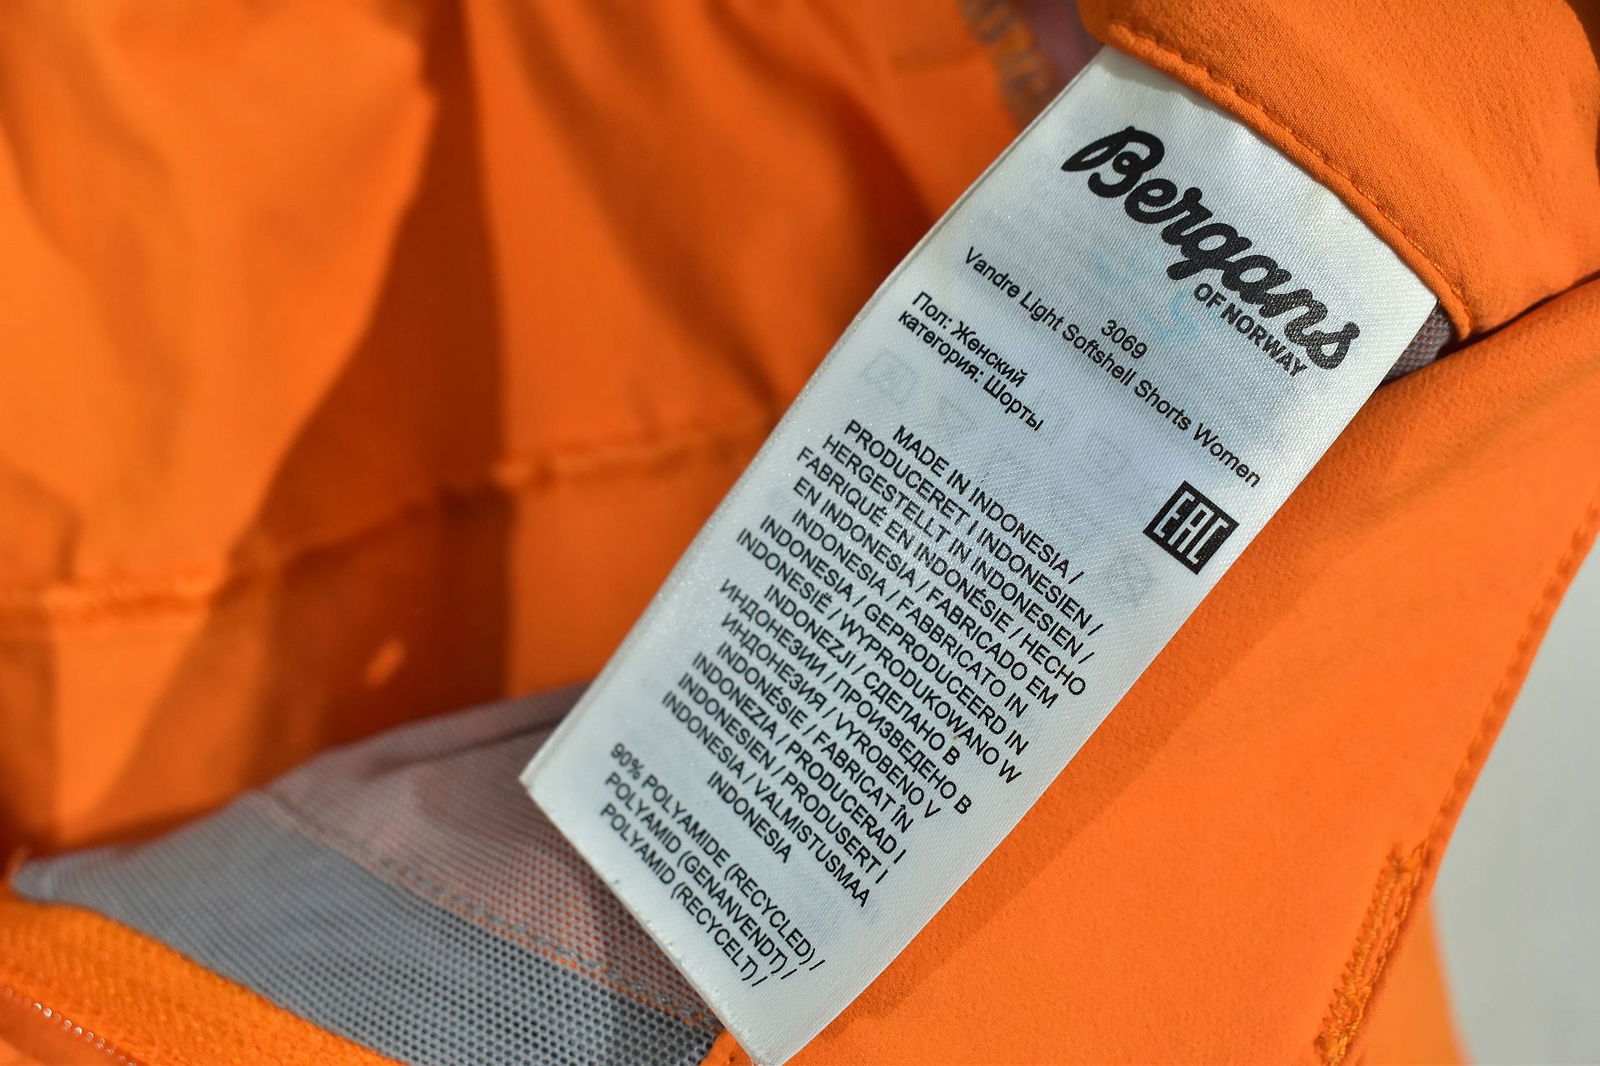 Bergans
OF NORWAY
3069
Vandre Light Softshell Shorts Women
Пол: Женский
категория: Шорты
EAC
MADE IN INDONESIA /
PRODUCERET I INDONESIEN /
HERGESTELLT IN INDONESIEN /
FABRIQUÉ EN INDONÉSIE / HECHO
EN INDONESIA / FABRICADO EM
INDONESIA / FABBRICATO IN
INDONESIA / GEPRODUCEERD IN
INDONESIË / WYPRODUKOWANO W
INDONEZJI / СДЕЛАНО В
ИНДОНЕЗИИ / ПРОИЗВЕДЕНО В
ИНДОНЕЗИЯ / VYROBENO V
INDONÉSIE / FABRICAT ÎN
INDONEZIA / PRODUCERAD I
INDONESIEN / PRODUSERT I
INDONESIA / VALMISTUSMAA
INDONESIA
90% POLYAMIDE (RECYCLED) /
POLYAMID (GENANVENDT) /
POLYAMID (RECYCELT) /